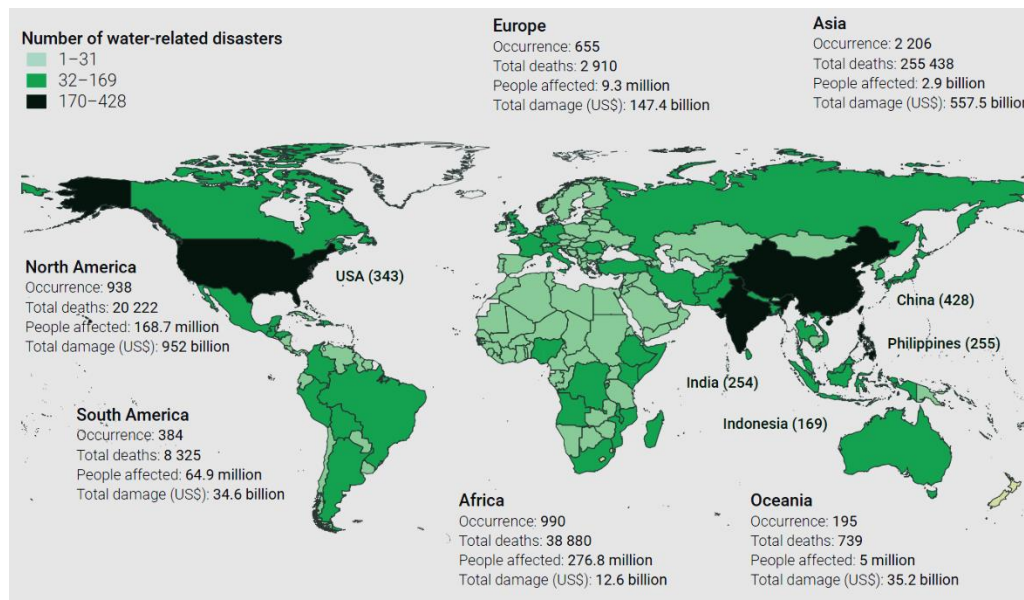 Number of water-related disasters
1–31
32–169
170–428
Europe
Occurrence: 655
Total deaths: 2 910
People affected: 9.3 million
Total damage (US$): 147.4 billion
Asia
Occurrence: 2 206
Total deaths: 255 438
People affected: 2.9 billion
Total damage (US$): 557.5 billion
North America
Occurrence: 938
Total deaths: 20 222
People affected: 168.7 million
Total damage (US$): 952 billion
USA (343)
China (428)
Philippines (255)
India (254)
Indonesia (169)
South America
Occurrence: 384
Total deaths: 8 325
People affected: 64.9 million
Total damage (US$): 34.6 billion
Africa
Occurrence: 990
Total deaths: 38 880
People affected: 276.8 million
Total damage (US$): 12.6 billion
Oceania
Occurrence: 195
Total deaths: 739
People affected: 5 million
Total damage (US$): 35.2 billion